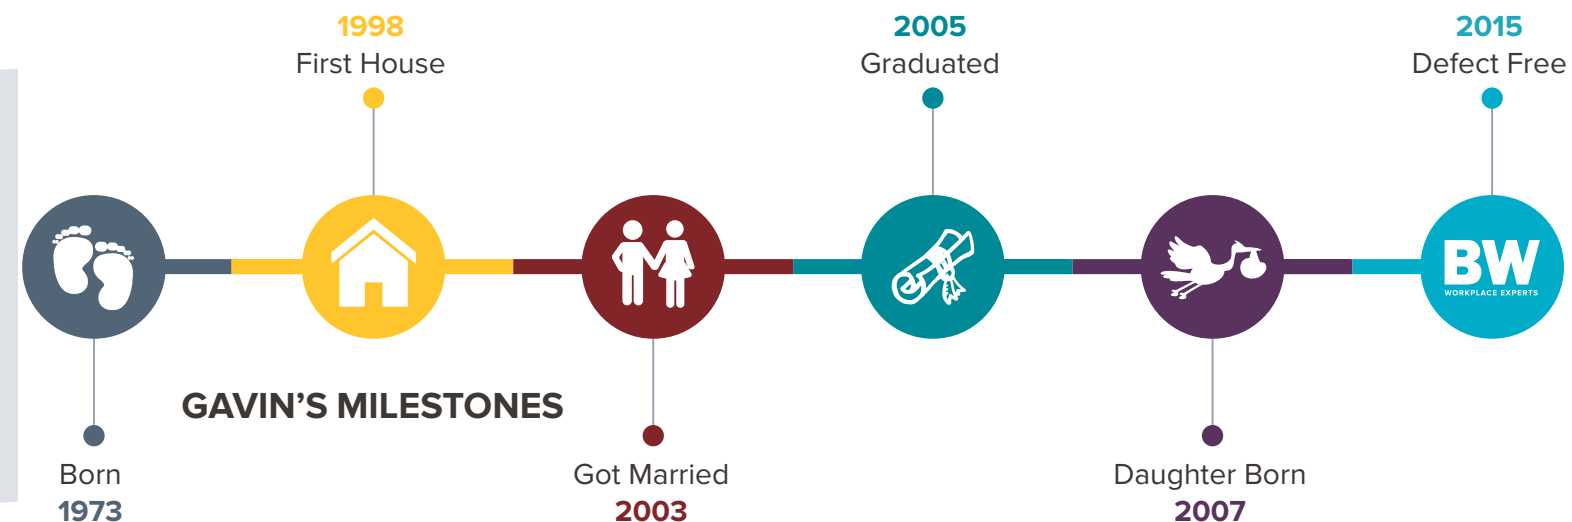 1998
First House
2005
Graduated
2015
Defect Free
BW
WORKPLACE EXPERTS
GAVIN’S MILESTONES
Born
1973
Got Married
2003
Daughter Born
2007